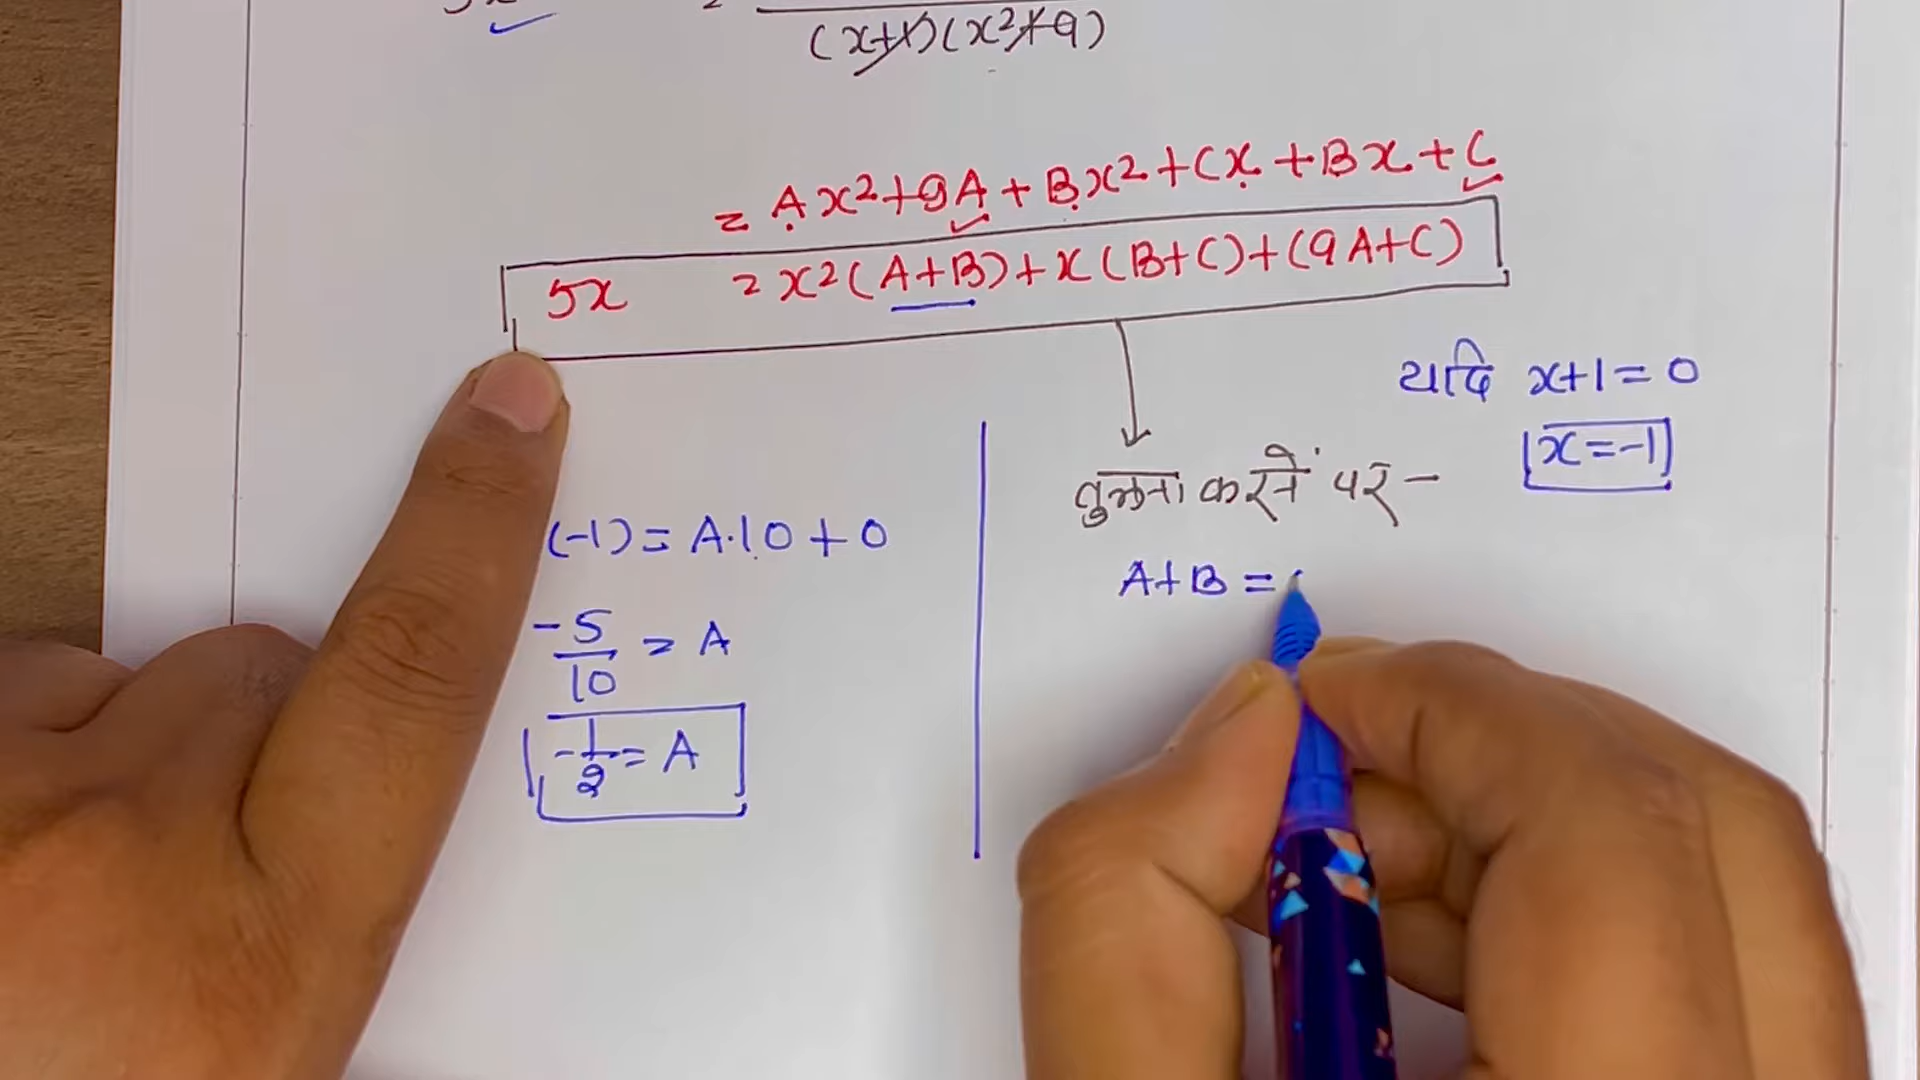 (x+1)(x²+9)
= Ax²+9A+Bx²+Cx+Bx+C
5x = x²(A+B)+x(B+C)+(9A+C)
यदि x+1=0
x=-1
तुलना करने पर -
(-1)=A.10+0
A+B =
-5/10 = A
-1/2 = A